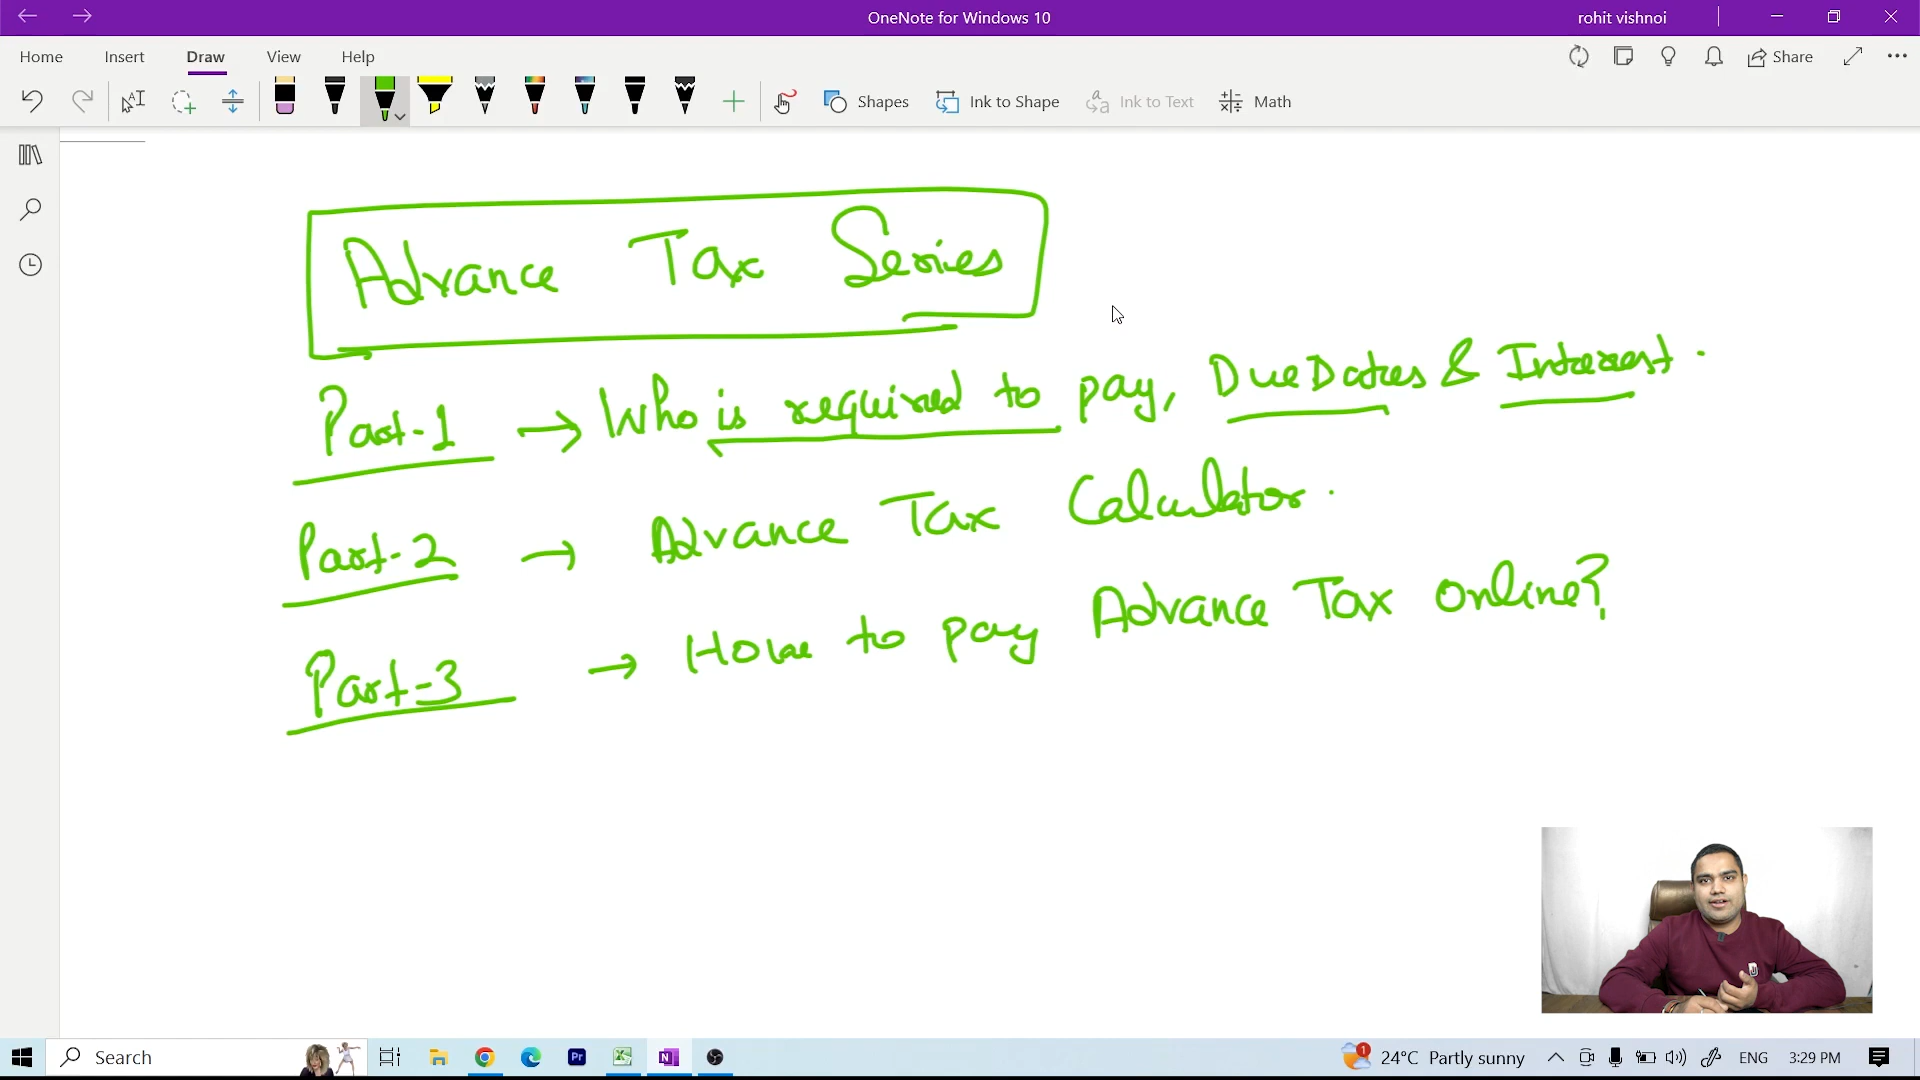 OneNote for Windows 10
rohit vishnoi
Home Insert Draw View Help
Share
Shapes Ink to Shape Ink to Text Math
Advance Tax Series
Part-1 → Who is required to pay, Due Dates & Interest.
Part-2 → Advance Tax Calculator.
Part-3 → How to pay Advance Tax online?
Search
Pr
N
1
24°C Partly sunny
ENG
3:29 PM